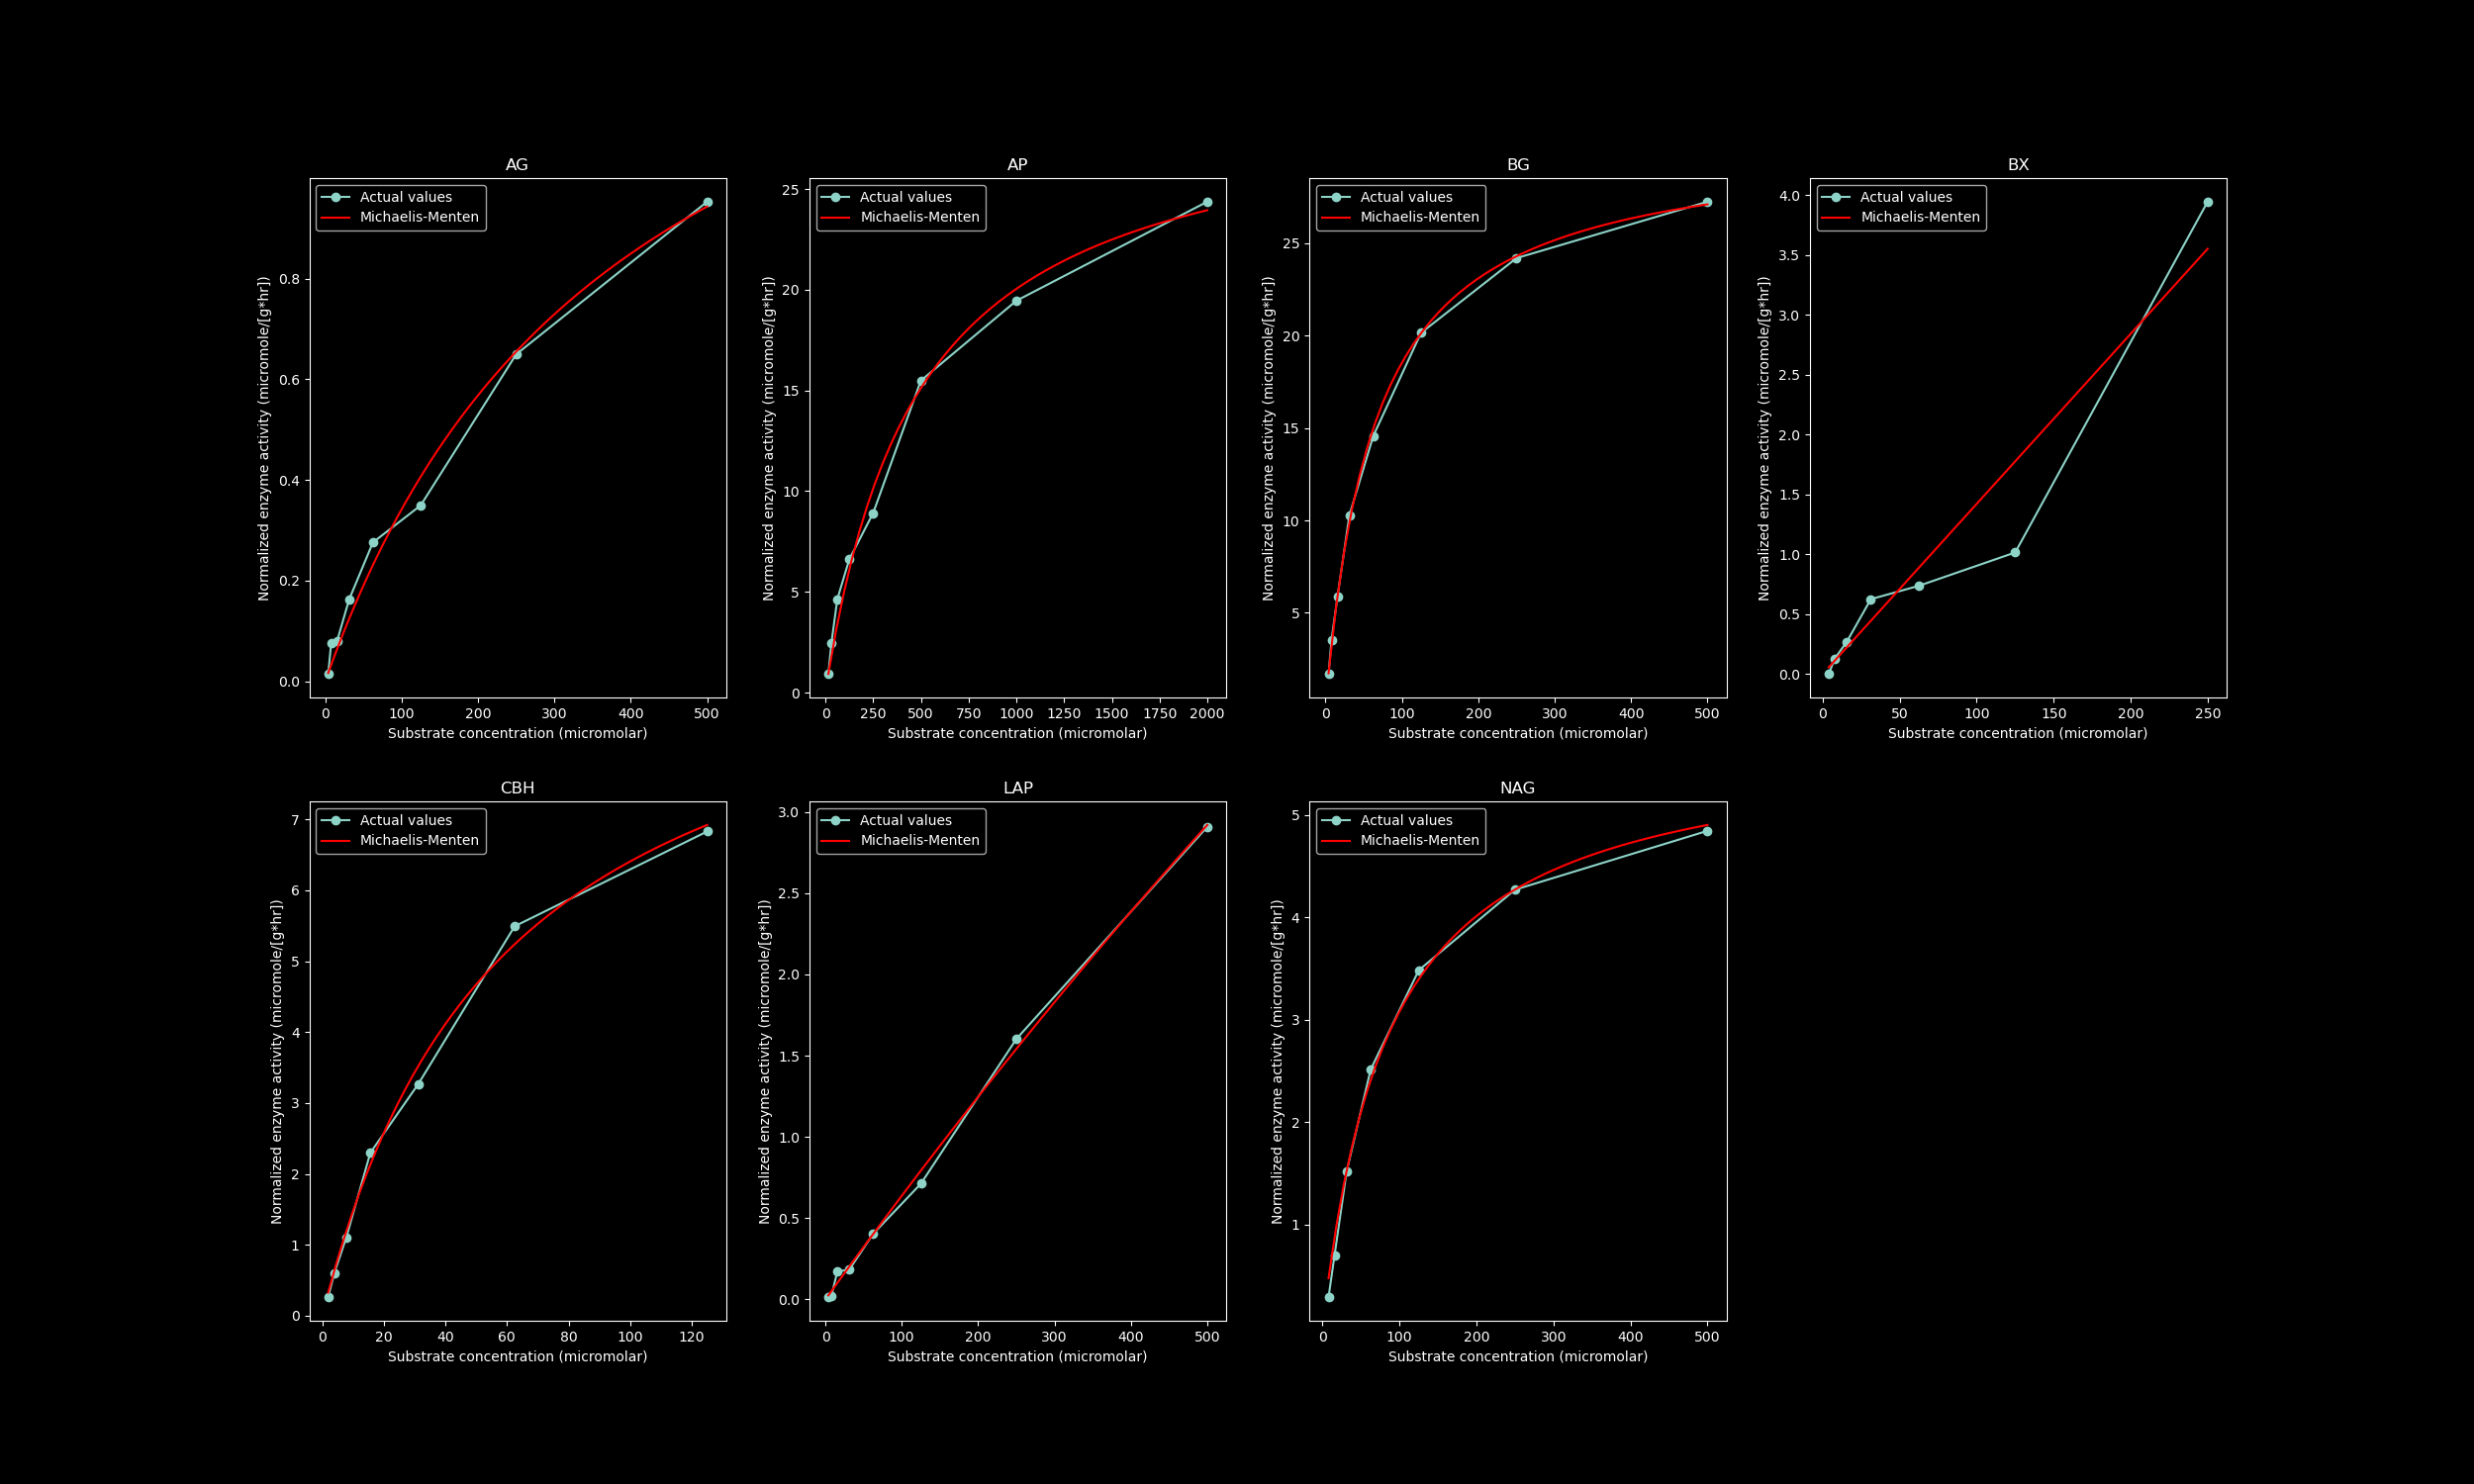 AG
Actual values
Michaelis-Menten
Normalized enzyme activity (micromole/[g*hr])
0.8
0.6
0.4
0.2
0.0
0 100 200 300 400 500
Substrate concentration (micromolar)
AP
Actual values
Michaelis-Menten
Normalized enzyme activity (micromole/[g*hr])
25
20
15
10
5
0
0 250 500 750 1000 1250 1500 1750 2000
Substrate concentration (micromolar)
BG
Actual values
Michaelis-Menten
Normalized enzyme activity (micromole/[g*hr])
25
20
15
10
5
0 100 200 300 400 500
Substrate concentration (micromolar)
BX
Actual values
Michaelis-Menten
Normalized enzyme activity (micromole/[g*hr])
4.0
3.5
3.0
2.5
2.0
1.5
1.0
0.5
0.0
0 50 100 150 200 250
Substrate concentration (micromolar)
CBH
Actual values
Michaelis-Menten
Normalized enzyme activity (micromole/[g*hr])
7
6
5
4
3
2
1
0
0 20 40 60 80 100 120
Substrate concentration (micromolar)
LAP
Actual values
Michaelis-Menten
Normalized enzyme activity (micromole/[g*hr])
3.0
2.5
2.0
1.5
1.0
0.5
0.0
0 100 200 300 400 500
Substrate concentration (micromolar)
NAG
Actual values
Michaelis-Menten
Normalized enzyme activity (micromole/[g*hr])
5
4
3
2
1
0 100 200 300 400 500
Substrate concentration (micromolar)